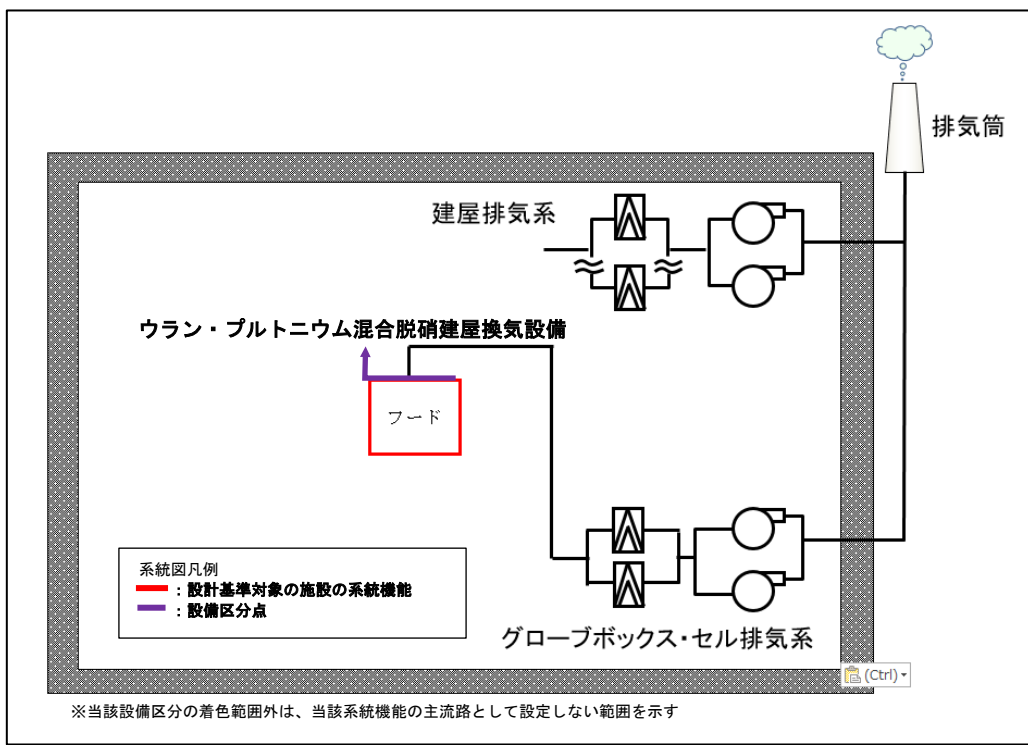 排気筒
建屋排気系
ウラン・プルトニウム混合脱硝建屋換気設備
フード
系統図凡例
：設計基準対象の施設の系統機能
：設備区分点
グローブボックス・セル排気系
(Ctrl)
※当該設備区分の着色範囲外は、当該系統機能の主流路として設定しない範囲を示す